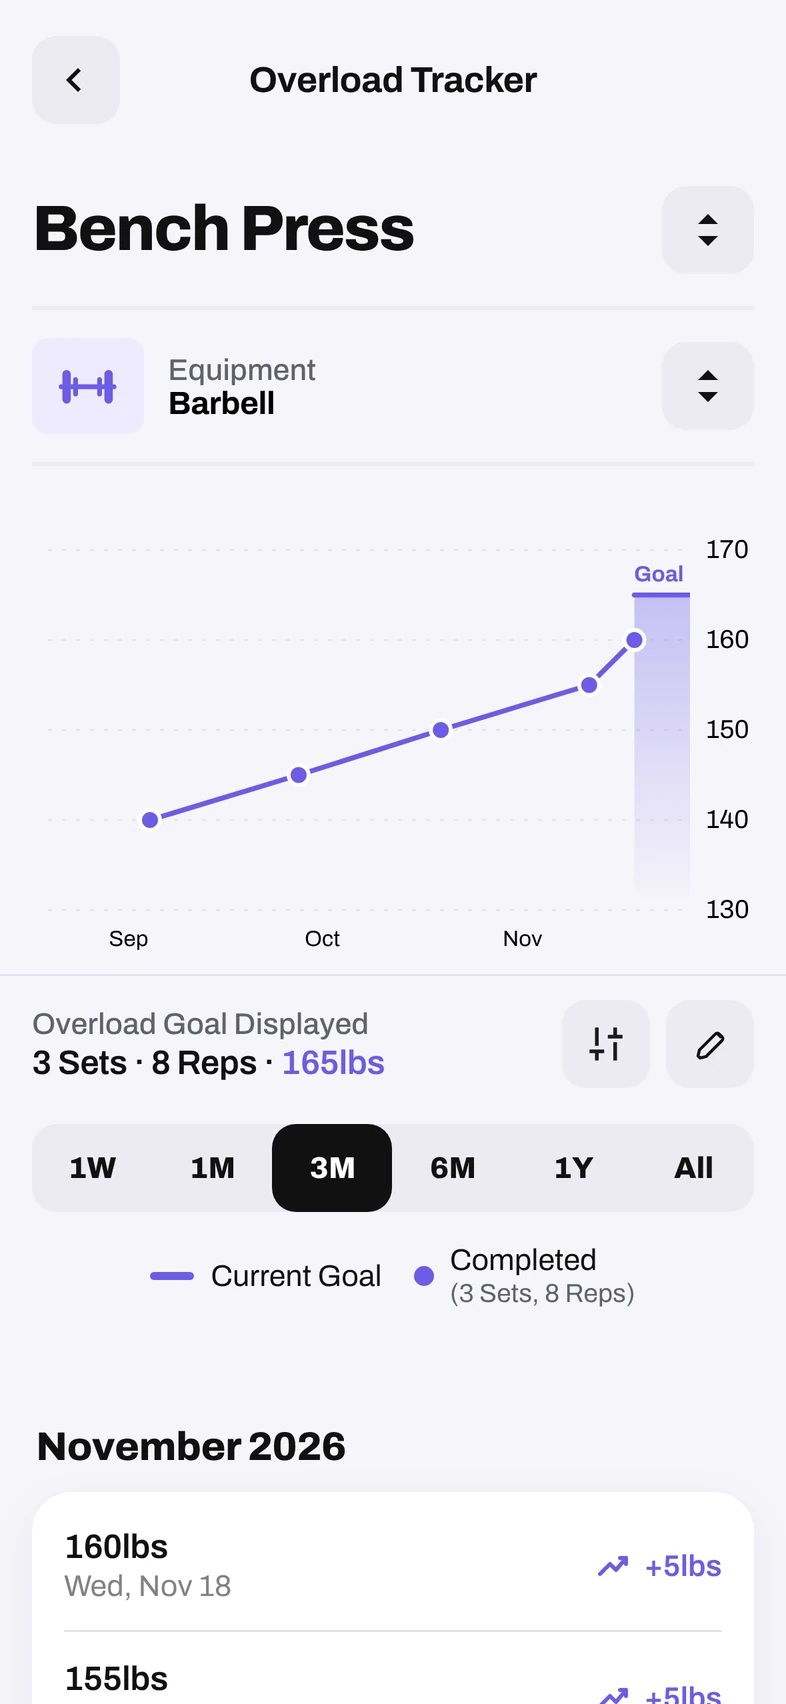 Overload Tracker
Bench Press
Equipment
Barbell
170
Goal
160
150
140
130
Sep Oct Nov
Overload Goal Displayed
3 Sets · 8 Reps · 165lbs
1W 1M 3M 6M 1Y All
Current Goal
Completed
(3 Sets, 8 Reps)
November 2026
160lbs
+5lbs
Wed, Nov 18
155lbs
+5lbs